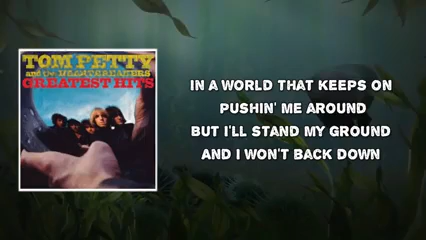 TOM PETTY
and the HEARTBREAKERS
GREATEST HITS
IN A WORLD THAT KEEPS ON
PUSHIN' ME AROUND
BUT I'LL STAND MY GROUND
AND I WON'T BACK DOWN